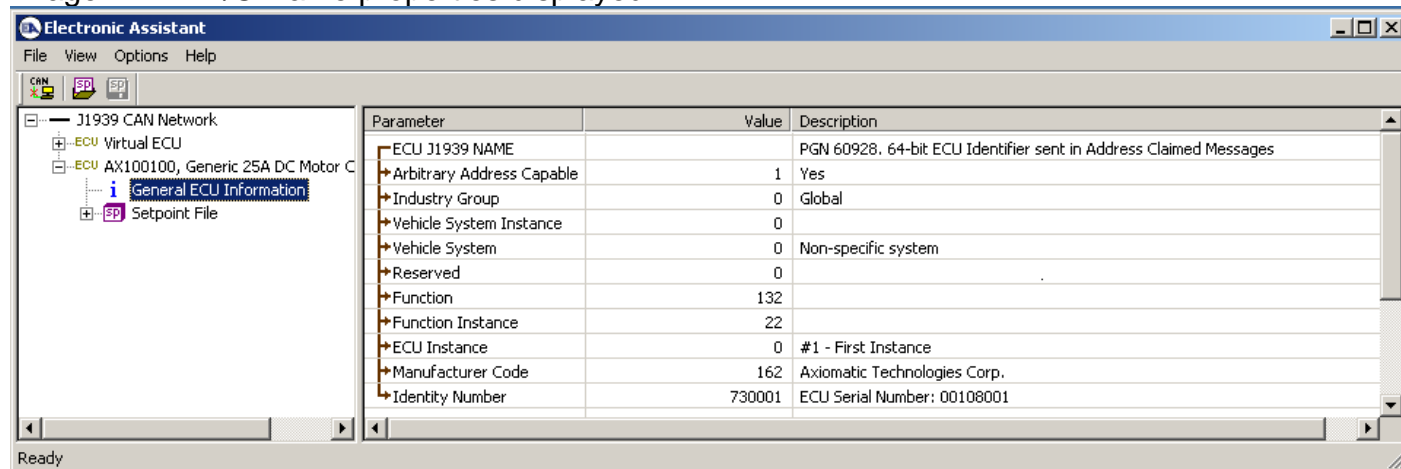 Electronic Assistant
File View Options Help
J1939 CAN Network
ECU Virtual ECU
ECU AX100100, Generic 25A DC Motor C
i General ECU Information
SP Setpoint File
Parameter Value Description
ECU J1939 NAME PGN 60928. 64-bit ECU Identifier sent in Address Claimed Messages
Arbitrary Address Capable 1 Yes
Industry Group 0 Global
Vehicle System Instance 0
Vehicle System 0 Non-specific system
Reserved 0
Function 132
Function Instance 22
ECU Instance 0 #1 - First Instance
Manufacturer Code 162 Axiomatic Technologies Corp.
Identity Number 730001 ECU Serial Number: 00108001
Ready